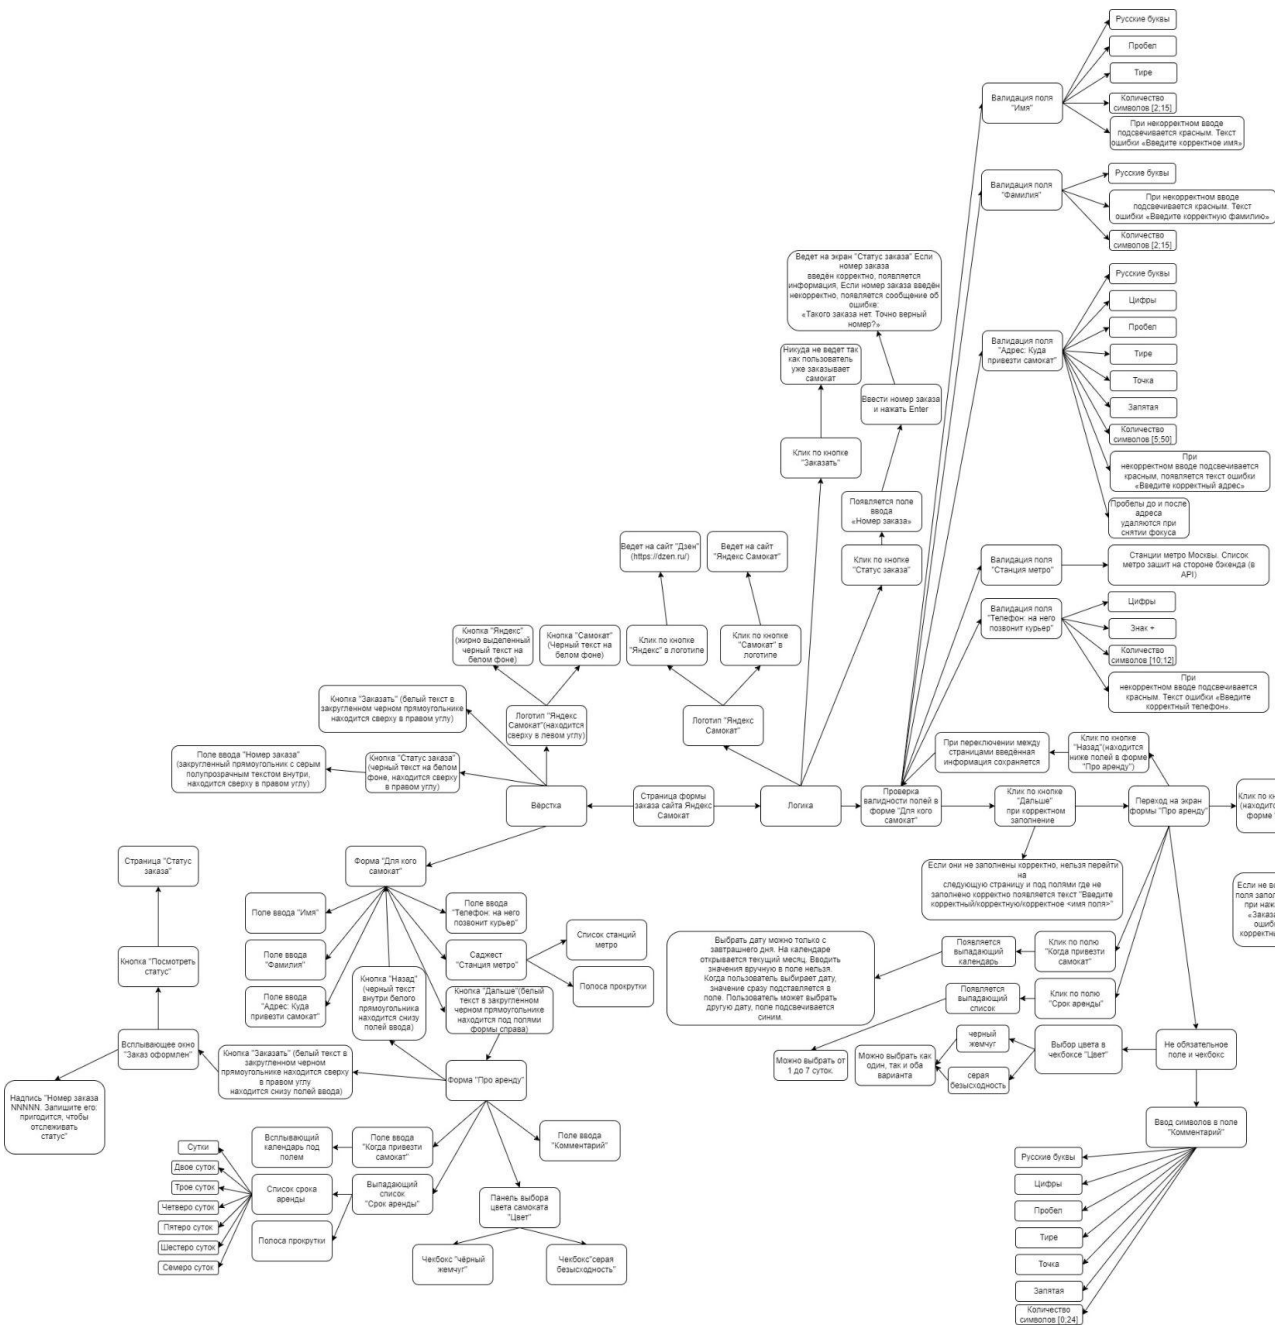 Русские буквы
Пробел
Тире
Количество
символов [2;15]
При некорректном вводе
подсвечивается красным. Текст
ошибки «Введите корректное имя»
Валидация поля
"Имя"
Русские буквы
При некорректном вводе
подсвечивается красным. Текст
ошибки «Введите корректную фамилию»
Количество
символов [2;15]
Валидация поля
"Фамилия"
Ведет на экран "Статус заказа" Если
номер заказа
введён корректно, появляется
информация, Если номер заказа введён
некорректно, появляется сообщение об
ошибке:
«Такого заказа нет. Точно верный
номер?»
Русские буквы
Цифры
Пробел
Тире
Точка
Запятая
Количество
символов [5;50]
При
некорректном вводе подсвечивается
красным, появляется текст ошибки
«Введите корректный адрес»
Пробелы до и после
адреса
удаляются при
снятии фокуса
Валидация поля
"Адрес: Куда
привезти самокат"
Никуда не ведет так
как пользователь
уже заказывает
самокат
Ввести номер заказа
и нажать Enter
Клик по кнопке
"Заказать"
Появляется поле
ввода
«Номер заказа»
Ведет на сайт "Дзен"
(https://dzen.ru/)
Ведет на сайт
"Яндекс Самокат"
Клик по кнопке
"Статус заказа"
Валидация поля
"Станция метро"
Станции метро Москвы. Список
метро зашит на стороне бэкенда (в
API)
Валидация поля
"Телефон: на него
позвонит курьер"
Цифры
Знак +
Количество
символов [10;12]
При
некорректном вводе подсвечивается
красным. Текст ошибки «Введите
корректный телефон».
Кнопка "Яндекс"
(жирно выделенный
черный текст на
белом фоне)
Кнопка "Самокат"
(Черный текст на
белом фоне)
Клик по кнопке
"Яндекс" в логотипе
Клик по кнопке
"Самокат" в
логотипе
Кнопка "Заказать" (белый текст в
закругленном черном прямоугольнике
находится сверху в правом углу)
Логотип "Яндекс
Самокат"(находится
сверху в левом углу)
Логотип "Яндекс
Самокат"
Поле ввода "Номер заказа"
(закругленный прямоугольник с серым
полупрозрачным текстом внутри,
находится сверху в правом углу)
Кнопка "Статус заказа"
(черный текст на белом
фоне, находится сверху
в правом углу)
При переключении между
страницами введённая
информация сохраняется
Клик по кнопке
"Назад"(находится
ниже полей в форме
"Про аренду")
Вёрстка
Страница формы
заказа сайта Яндекс
Самокат
Логика
Проверка
валидности полей в
форме "Для кого
самокат"
Клик по кнопке
"Дальше"
при корректном
заполнение
Переход на экран
формы "Про аренду"
Клик по
(находитс
форме
Страница "Статус
заказа"
Форма "Для кого
самокат"
Если они не заполнены корректно, нельзя перейти
на
следующую страницу и под полями где не
заполнено корректно появляется текст "Введите
корректный/корректную/корректное <имя поля>"
Если не
поля запол
при наж
«Заказ
ошиб
корректны
Поле ввода "Имя"
Поле ввода
"Телефон: на него
позвонит курьер"
Поле ввода
"Фамилия"
Саджест
"Станция метро"
Список станций
метро
Полоса прокрутки
Поле ввода
"Адрес: Куда
привезти самокат"
Кнопка "Назад"
(черный текст
внутри белого
прямоугольника
находится снизу
полей ввода)
Кнопка "Дальше"(белый
текст в закругленном
черном прямоугольнике
находится под полями
формы справа)
Выбрать дату можно только с
завтрашнего дня. На календаре
открывается текущий месяц. Вводить
значения вручную в поле нельзя.
Когда пользователь выбирает дату,
значение сразу подставляется в
поле. Пользователь может выбрать
другую дату, поле подсвечивается
синим.
Появляется
выпадающий
календарь
Клик по полю
"Когда привезти
самокат"
Появляется
выпадающий
список
Клик по полю
"Срок аренды"
Кнопка "Посмотреть
статус"
Всплывающее окно
"Заказ оформлен"
Кнопка "Заказать" (белый текст в
закругленном черном
прямоугольнике находится сверху
в правом углу
находится снизу полей ввода)
Форма "Про аренду"
Можно выбрать от
1 до 7 суток.
Можно выбрать как
один, так и оба
варианта
черный
жемчуг
серая
безысходность
Выбор цвета в
чекбоксе "Цвет"
Не обязательное
поле и чекбокс
Надпись "Номер заказа
NNNNN. Запишите его:
пригодится, чтобы
отслеживать
статус"
Сутки
Двое суток
Трое суток
Четверо суток
Пятеро суток
Шестеро суток
Семеро суток
Всплывающий
календарь под
полем
Поле ввода
"Когда привезти
самокат"
Поле ввода
"Комментарий"
Список срока
аренды
Выпадающий
список
"Срок аренды"
Полоса прокрутки
Панель выбора
цвета самоката
"Цвет"
Чекбокс "чёрный
жемчуг"
Чекбокс"серая
безысходность"
Ввод символов в поле
"Комментарий"
Русские буквы
Цифры
Пробел
Тире
Точка
Запятая
Количество
символов [0;24]